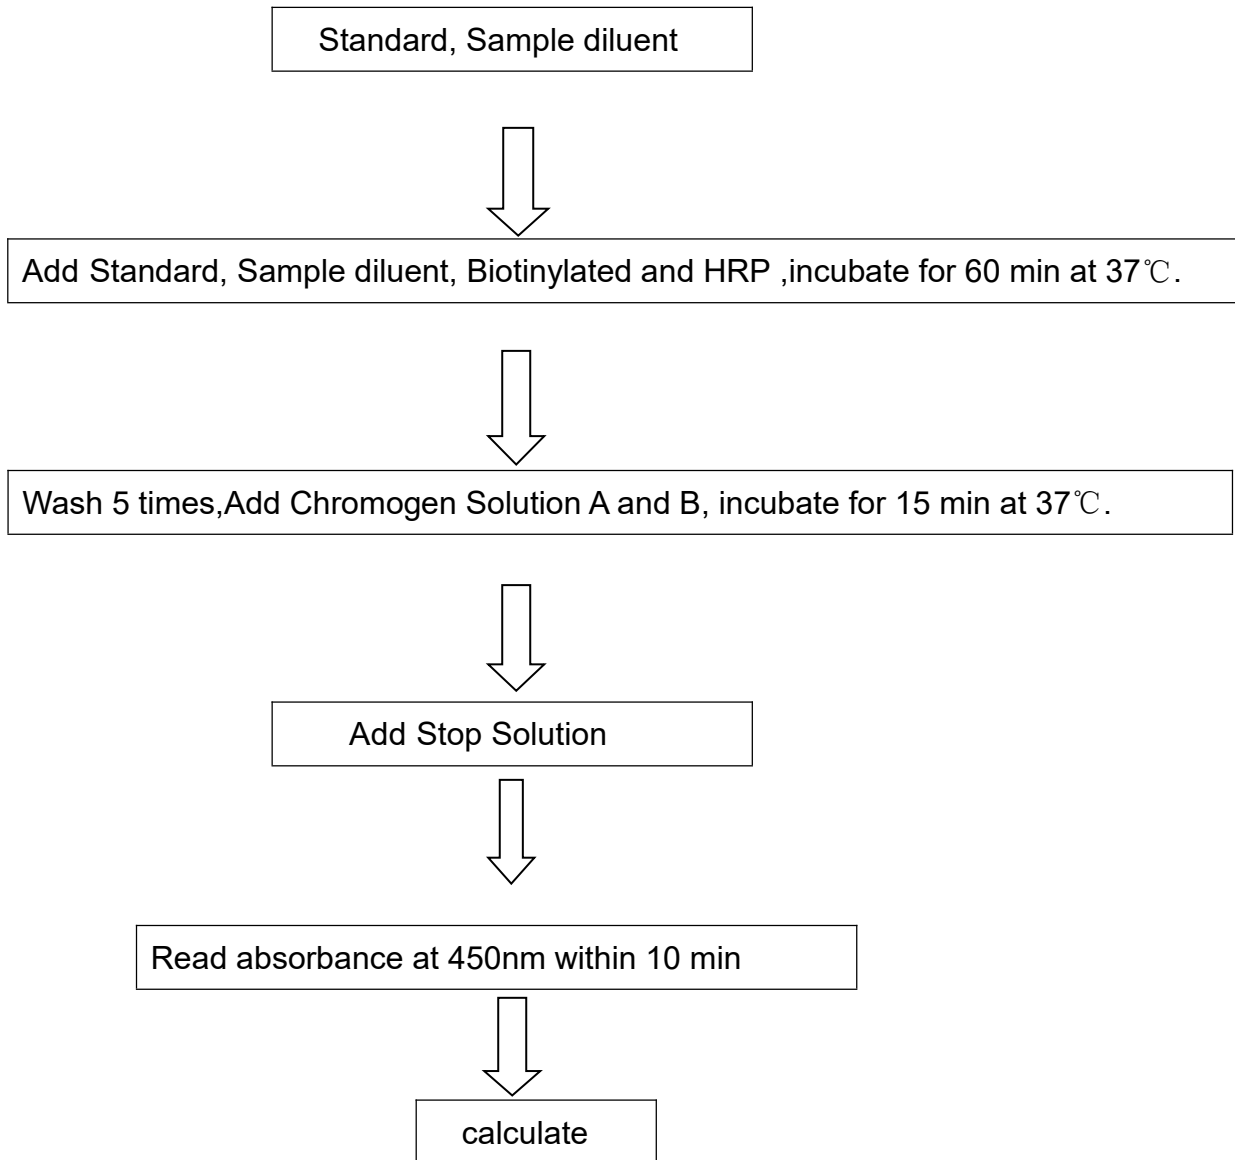 Standard, Sample diluent
Add Standard, Sample diluent, Biotinylated and HRP ,incubate for 60 min at 37℃.
Wash 5 times,Add Chromogen Solution A and B, incubate for 15 min at 37℃.
Add Stop Solution
Read absorbance at 450nm within 10 min
calculate